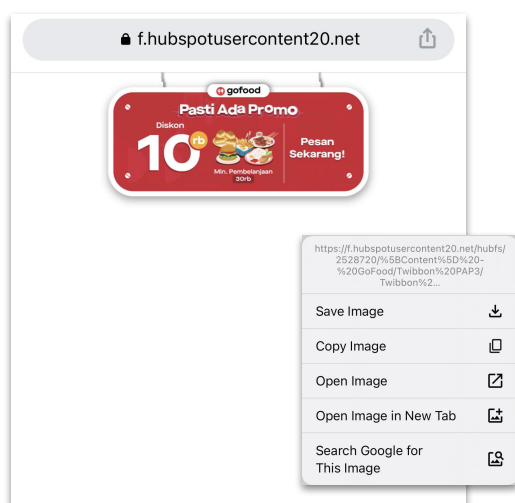 f.hubspotusercontent20.net
gofood
Pasti Ada Promo
Diskon
10rb
Min. Pembelanjaan
30rb
Pesan
Sekarang!
https://f.hubspotusercontent20.net/hubfs/
2528720/%5BContent%5D%20-
%20GoFood/Twibbon%20PAP3/
Twibbon%2...
Save Image
Copy Image
Open Image
Open Image in New Tab
Search Google for
This Image